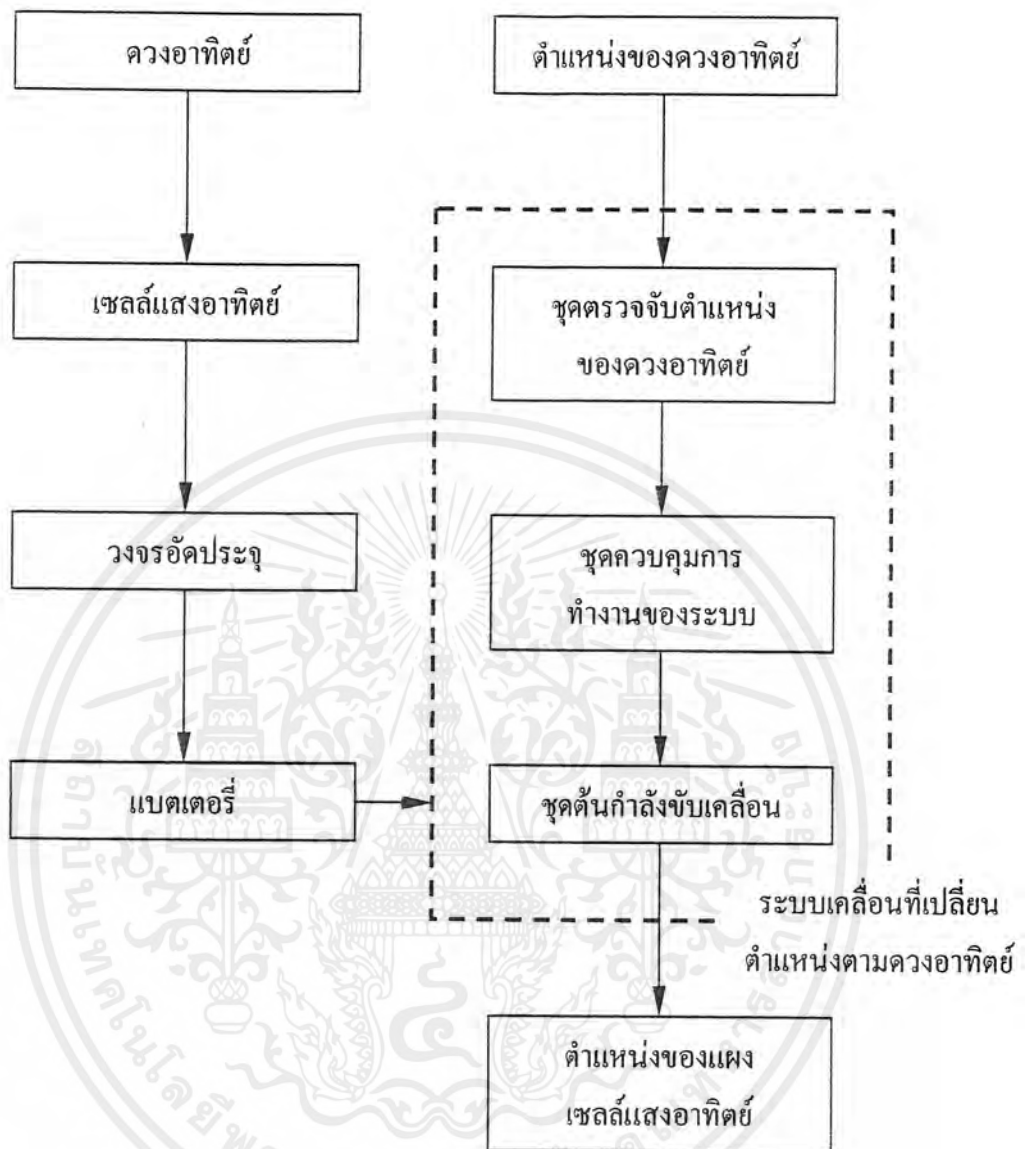 ดวงอาทิตย์
ตำแหน่งของดวงอาทิตย์
เซลล์แสงอาทิตย์
ชุดตรวจจับตำแหน่ง
ของดวงอาทิตย์
วงจรอัดประจุ
ชุดควบคุมการ
ทำงานของระบบ
แบตเตอรี่
ชุดต้นกำลังขับเคลื่อน
ระบบเคลื่อนที่เปลี่ยน
ตำแหน่งตามดวงอาทิตย์
ตำแหน่งของแผง
เซลล์แสงอาทิตย์